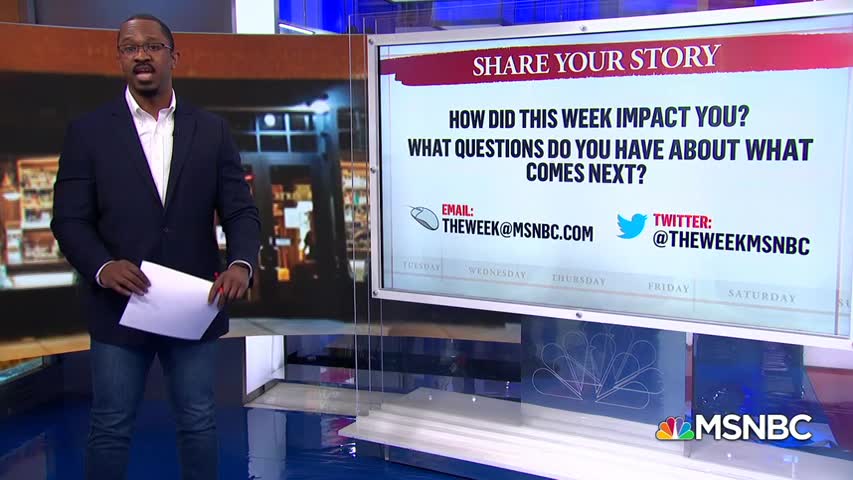 SHARE YOUR STORY
HOW DID THIS WEEK IMPACT YOU?
WHAT QUESTIONS DO YOU HAVE ABOUT WHAT
COMES NEXT?
EMAIL:
THEWEEK@MSNBC.COM
TWITTER:
@THEWEEKMSNBC
TUESDAY WEDNESDAY THURSDAY FRIDAY SATURDAY SU
MSNBC